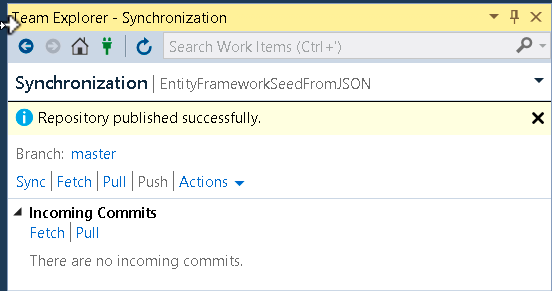 Team Explorer - Synchronization
Search Work Items (Ctrl+')
Synchronization | EntityFrameworkSeedFromJSON
Repository published successfully.
Branch: master
Sync | Fetch | Pull | Push | Actions
Incoming Commits
Fetch | Pull
There are no incoming commits.